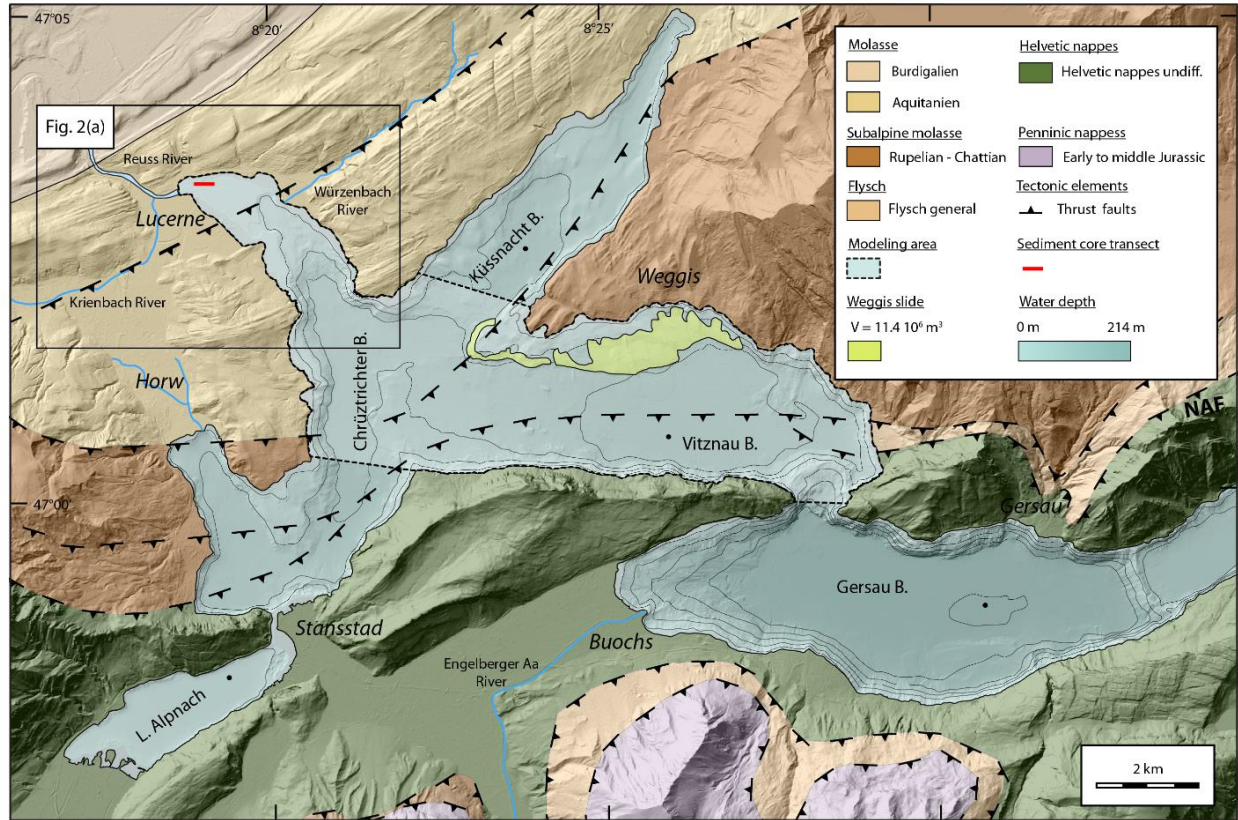 47°05
8°20'
8°25'
Fig. 2(a)
Reuss River
Lucerne
Würzenbach
River
Krienbach River
Horw
Küssnacht B.
Weggis
Chrüztrichter B.
Vitznau B.
NAF
47°00'
Gersau
Gersau B.
Stansstad
Buochs
Engelberger Aa
River
L. Alpnach
Molasse
Burdigalien
Aquitanien
Subalpine molasse
Rupelian - Chattian
Flysch
Flysch general
Modeling area
Weggis slide
V = 11.4 10⁶ m³
Helvetic nappes
Helvetic nappes undiff.
Penninic nappess
Early to middle Jurassic
Tectonic elements
Thrust faults
Sediment core transect
Water depth
0 m 214 m
2 km